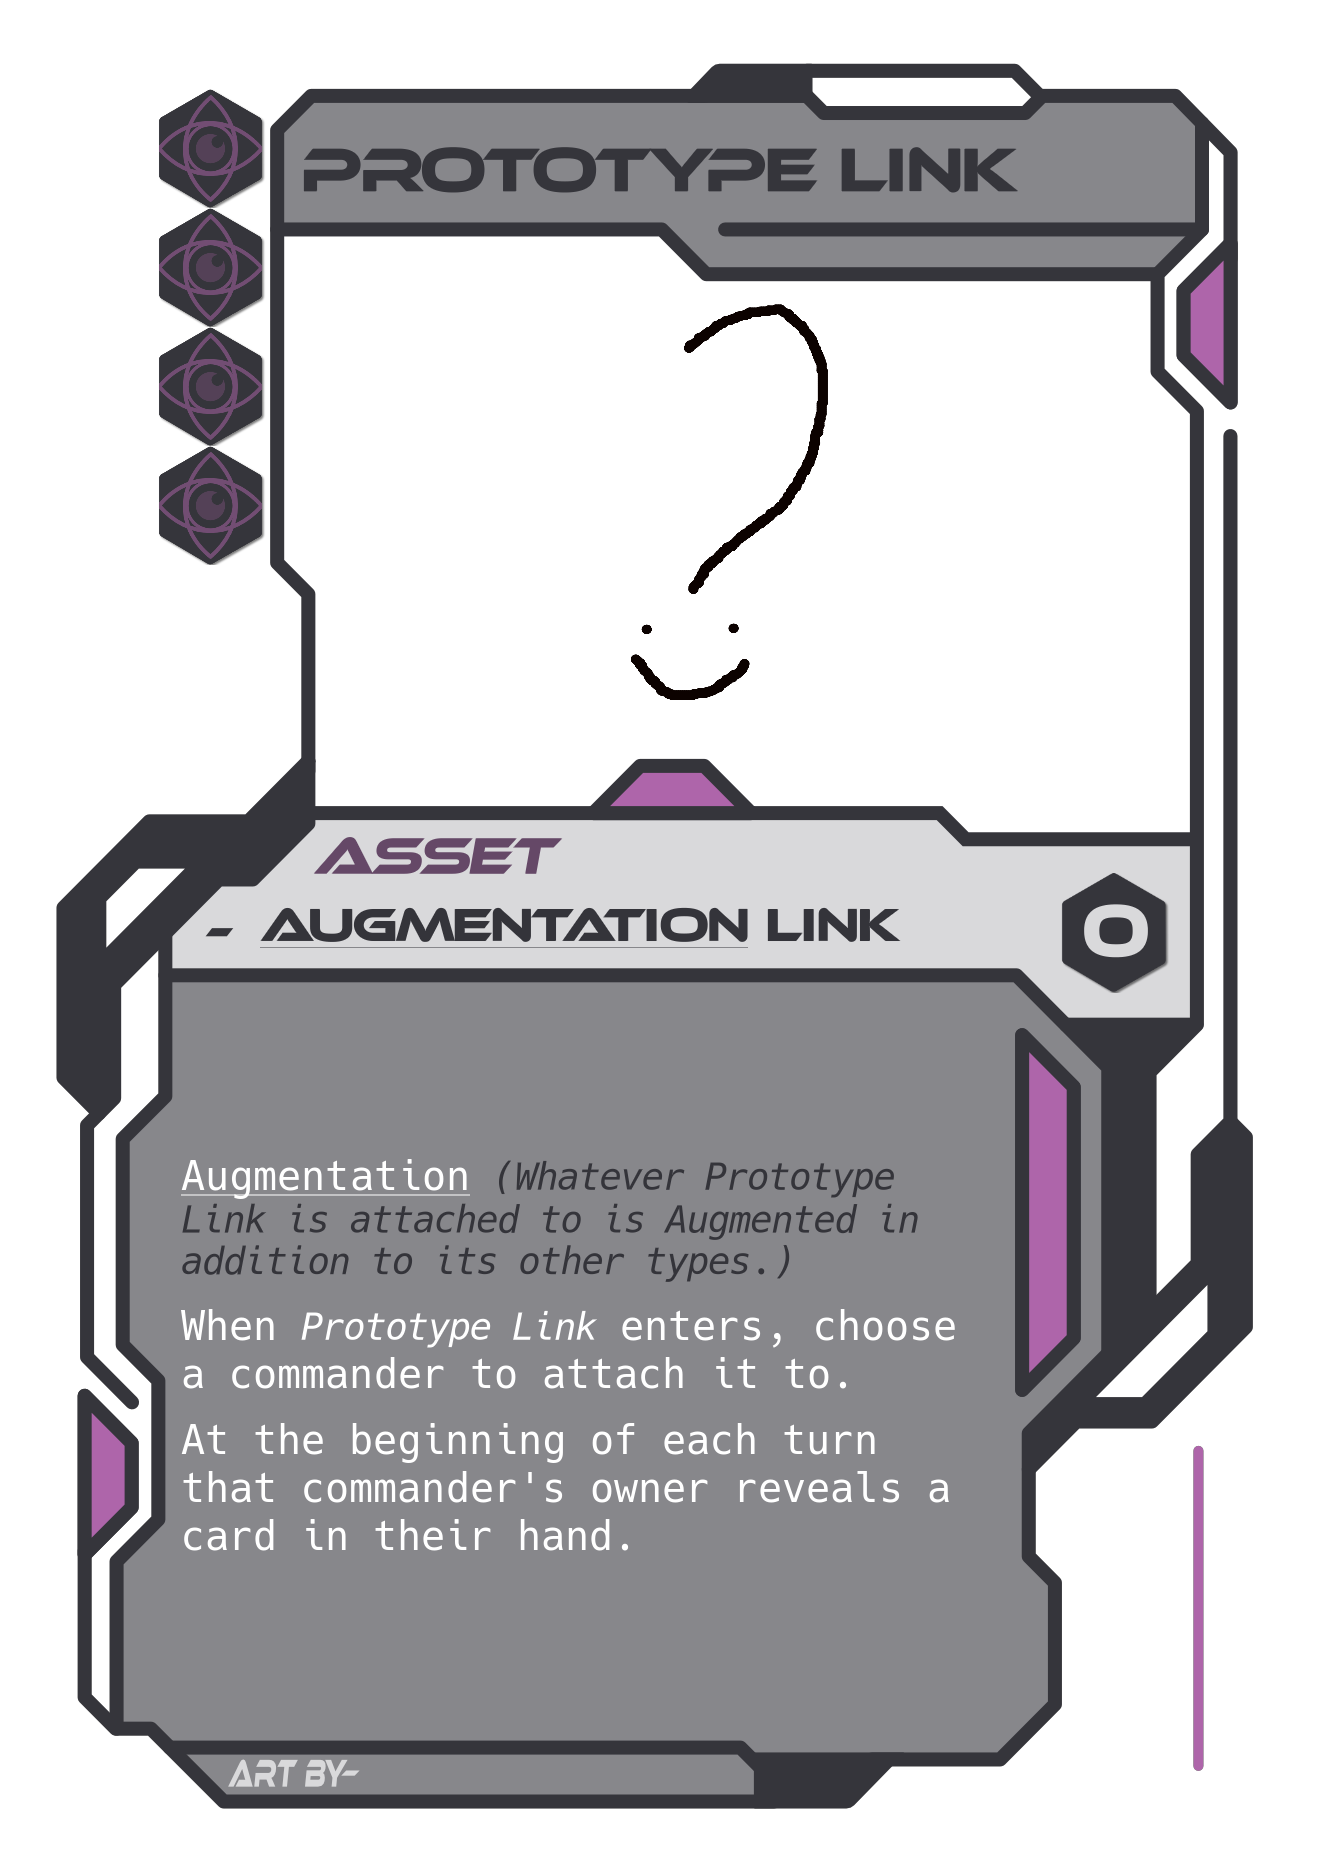 PROTOTYPE LINK
ASSET
- AUGMENTATION LINK
0
Augmentation (Whatever Prototype
Link is attached to is Augmented in
addition to its other types.)
When Prototype Link enters, choose
a commander to attach it to.
At the beginning of each turn
that commander's owner reveals a
card in their hand.
ART BY-